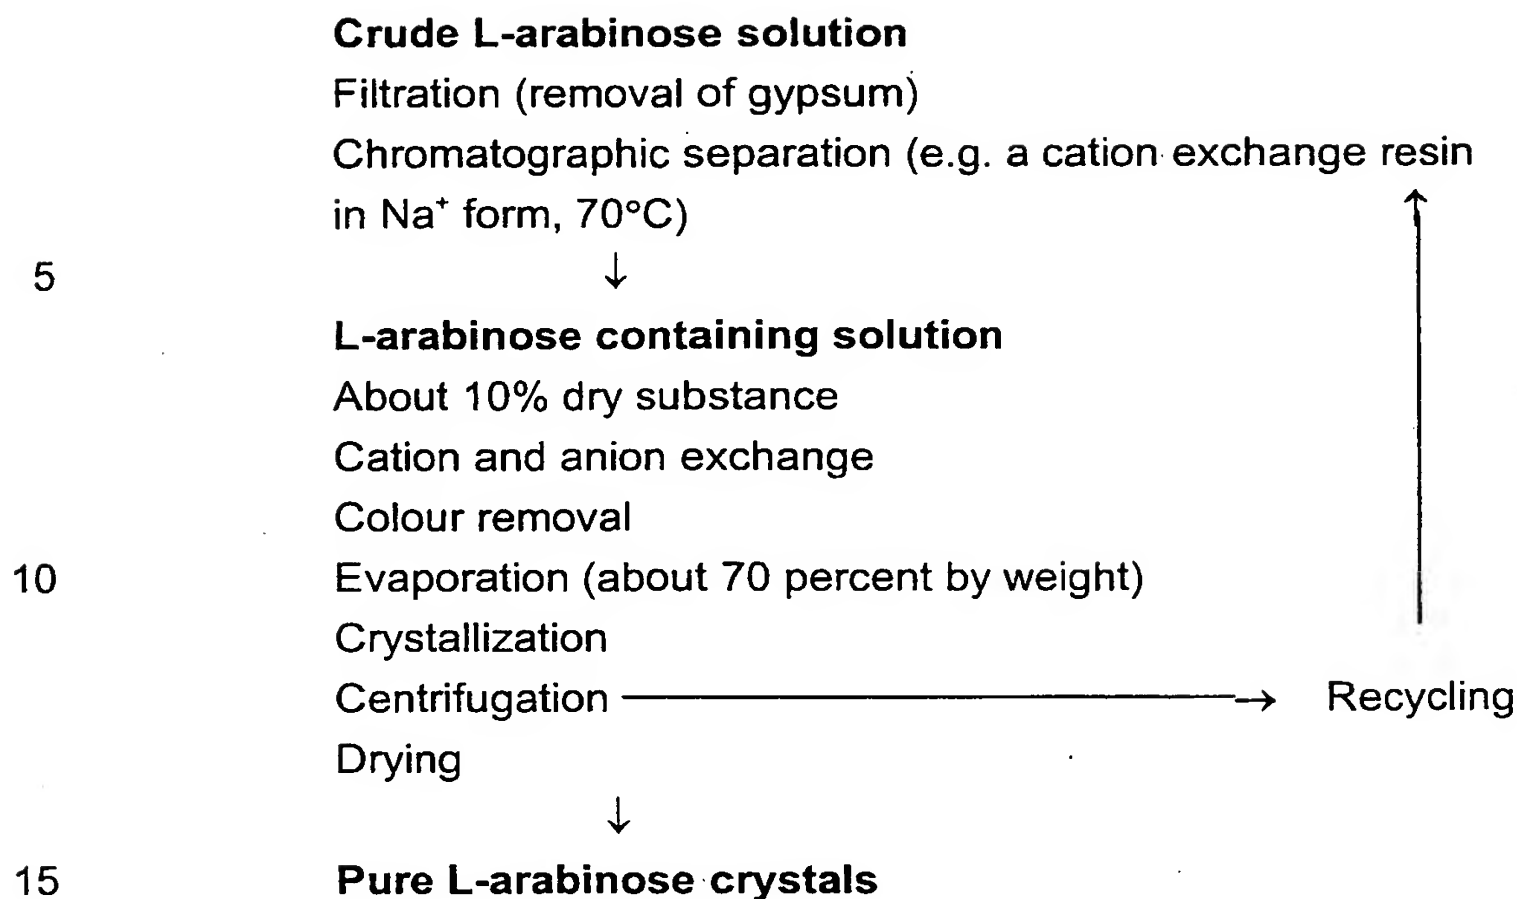 Crude L-arabinose solution
Filtration (removal of gypsum)
Chromatographic separation (e.g. a cation exchange resin
in Na⁺ form, 70°C)
5 ↓
L-arabinose containing solution
About 10% dry substance
Cation and anion exchange
Colour removal
10 Evaporation (about 70 percent by weight)
Crystallization
Centrifugation → Recycling
Drying
↓
15 Pure L-arabinose crystals